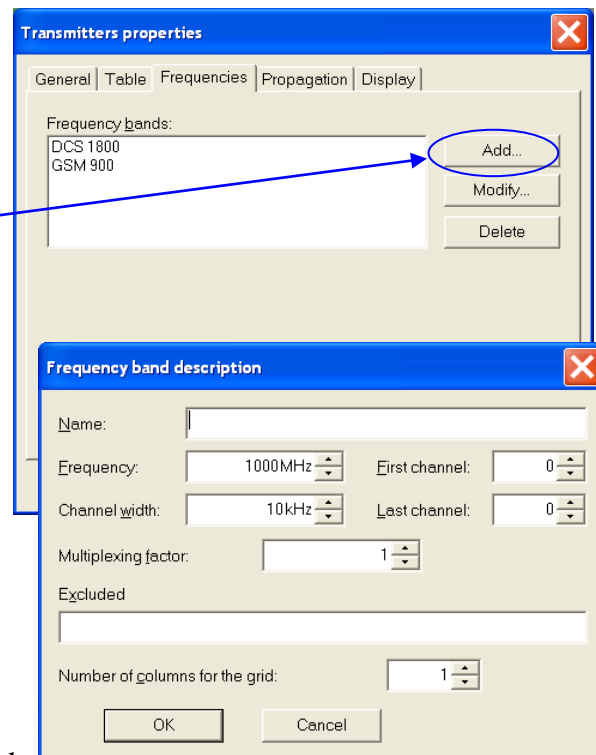 Transmitters properties
General Table Frequencies Propagation Display
Frequency bands:
DCS 1800
GSM 900
Add...
Modify...
Delete
Frequency band description
Name:
Frequency: 1000MHz First channel: 0
Channel width: 10kHz Last channel: 0
Multiplexing factor: 1
Excluded
Number of columns for the grid: 1
OK Cancel